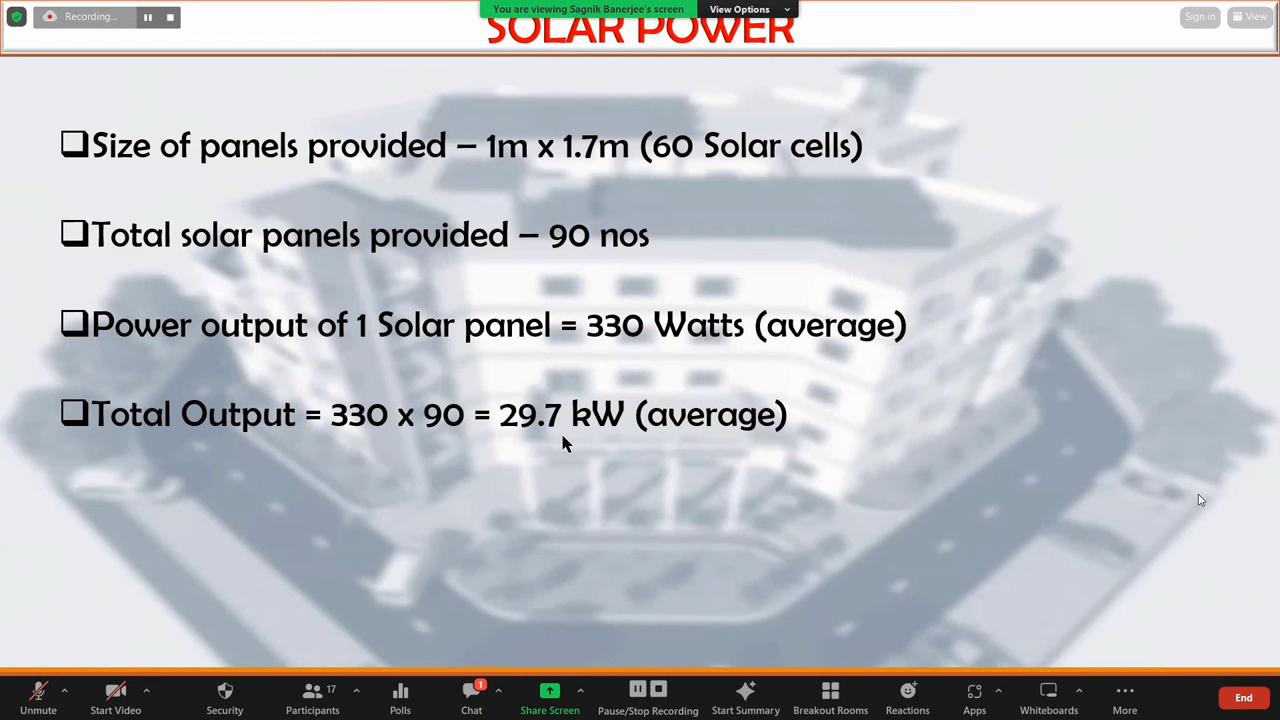 Recording...
You are viewing Sagnik Banerjee's screen
View Options
Sign in
View
SOLAR POWER
Size of panels provided – 1m x 1.7m (60 Solar cells)
Total solar panels provided – 90 nos
Power output of 1 Solar panel = 330 Watts (average)
Total Output = 330 x 90 = 29.7 kW (average)
Unmute
Start Video
Security
Participants 17
Polls
Chat 1
Share Screen
Pause/Stop Recording
Start Summary
Breakout Rooms
Reactions
Apps
Whiteboards
More
End